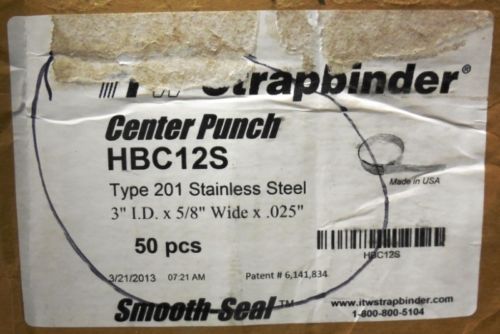 Strapbinder®
Center Punch
HBC12S
Type 201 Stainless Steel
3" I.D. x 5/8" Wide x .025"
Made in USA
50 pcs
HBC12S
3/21/2013 07:21 AM
Patent # 6,141,834
Smooth-Seal™
www.itwstrapbinder.com
1-800-800-5104